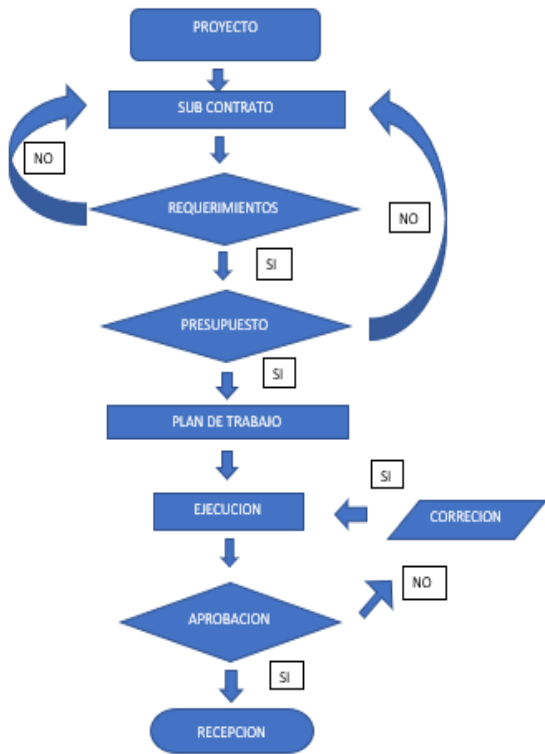 PROYECTO
SUB CONTRATO
NO
REQUERIMIENTOS
NO
SI
PRESUPUESTO
SI
PLAN DE TRABAJO
SI
EJECUCION
CORRECION
NO
APROBACION
SI
RECEPCION